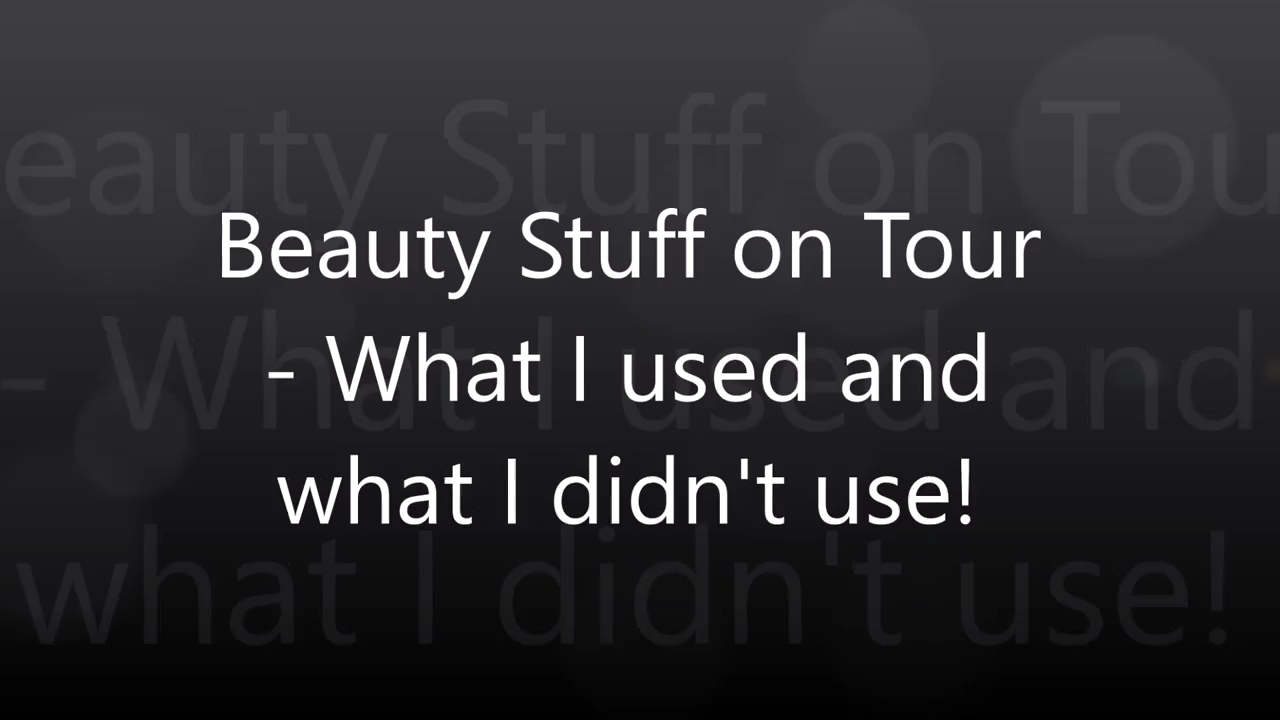 Beauty Stuff on Tour
- What I used and
what I didn't use!